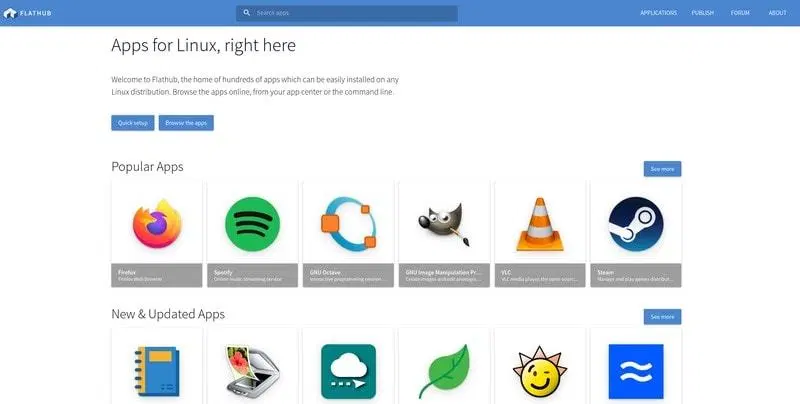 FLATHUB
Search apps
APPLICATIONS
PUBLISH
FORUM
ABOUT
Apps for Linux, right here
Welcome to Flathub, the home of hundreds of apps which can be easily installed on any
Linux distribution. Browse the apps online, from your app center or the command line.
Quick setup
Browse the apps
Popular Apps
See more
Firefox
Firefox Web Browser
Spotify
Online music streaming service
GNU Octave
Interactive programming environ...
GNU Image Manipulation Pr...
Create images and edit photograp...
VLC
VLC media player, the open-sourc...
Steam
Manage and play games distribut...
New & Updated Apps
See more